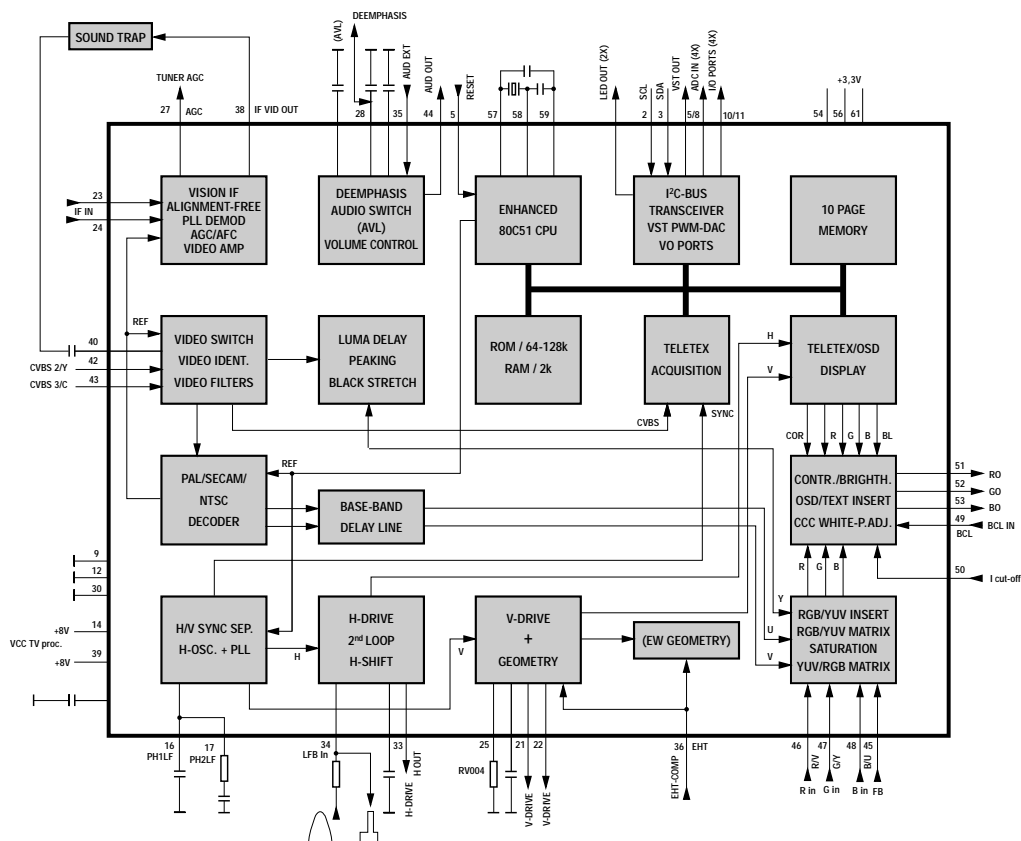 SOUND TRAP
(AVL)
DEEMPHASIS
AUD EXT
AUD OUT
RESET
LED OUT (2X)
SCL
SDA
VST OUT
ADC IN (4X)
I/O PORTS (4X)
+3,3V
TUNER AGC
27
AGC
38
IF VID OUT
28
35
44
5
57
58
59
2
3
5/8
10/11
54
56
61
23
IF IN
24
VISION IF
ALIGNMENT-FREE
PLL DEMOD
AGC/AFC
VIDEO AMP
DEEMPHASIS
AUDIO SWITCH
(AVL)
VOLUME CONTROL
ENHANCED
80C51 CPU
I²C-BUS
TRANSCEIVER
VST PWM-DAC
VO PORTS
10 PAGE
MEMORY
REF
40
42
CVBS 2/Y
43
CVBS 3/C
VIDEO SWITCH
VIDEO IDENT.
VIDEO FILTERS
LUMA DELAY
PEAKING
BLACK STRETCH
ROM / 64-128k
RAM / 2k
TELETEX
ACQUISITION
H
V
TELETEX/OSD
DISPLAY
CVBS
SYNC
COR
R
G
B
BL
REF
PAL/SECAM/
NTSC
DECODER
BASE-BAND
DELAY LINE
CONTR./BRIGHTH.
OSD/TEXT INSERT
CCC WHITE-P.ADJ.
51
RO
52
GO
53
BO
49
BCL IN
BCL
50
I cut-off
R
G
B
9
12
30
14
+8V
VCC TV proc.
39
+8V
H/V SYNC SEP.
H-OSC. + PLL
H
H-DRIVE
2nd LOOP
H-SHIFT
V
V-DRIVE
+
GEOMETRY
(EW GEOMETRY)
Y
U
V
RGB/YUV INSERT
RGB/YUV MATRIX
SATURATION
YUV/RGB MATRIX
16
PH1LF
17
PH2LF
34
LFB In
33
H OUT
H-DRIVE
25
RV004
21
22
V-DRIVE
V-DRIVE
36
EHT
EHT-COMP
46
R/V
47
G/Y
48
B/U
45
R in
G in
B in
FB